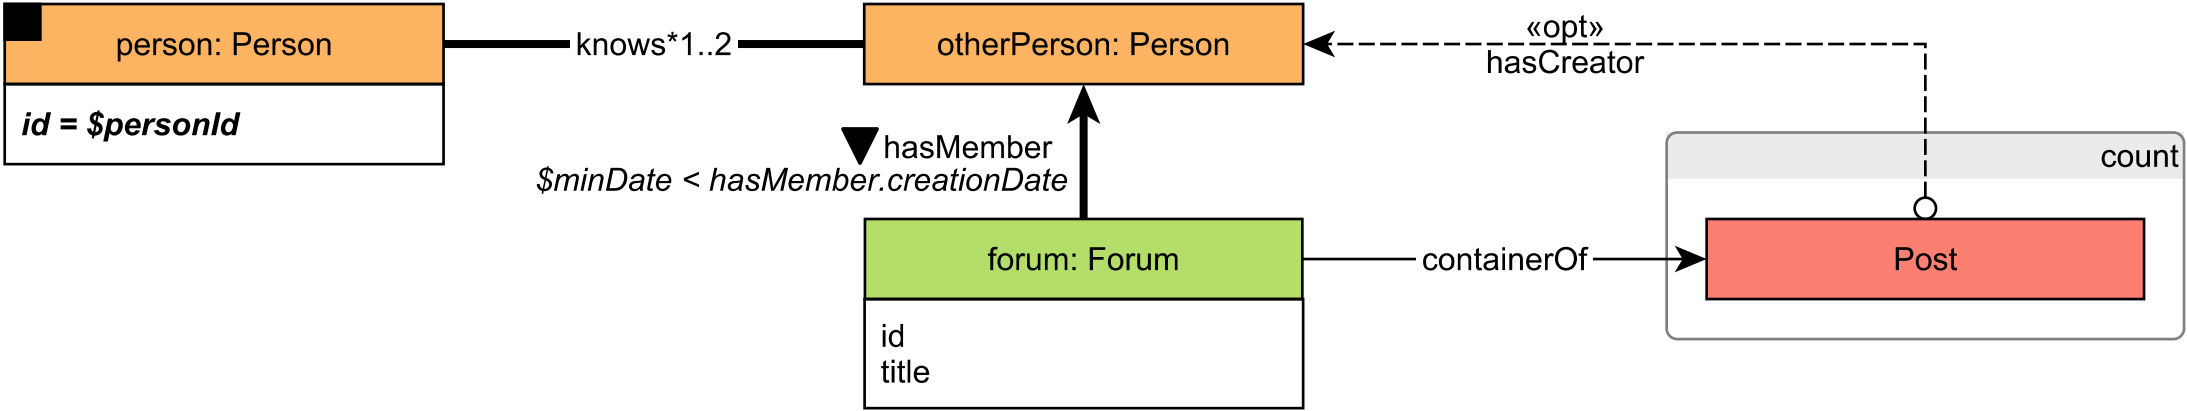 person: Person
knows*1..2
otherPerson: Person
«opt»
hasCreator
id = $personId
hasMember
$minDate < hasMember.creationDate
count
forum: Forum
containerOf
Post
id
title